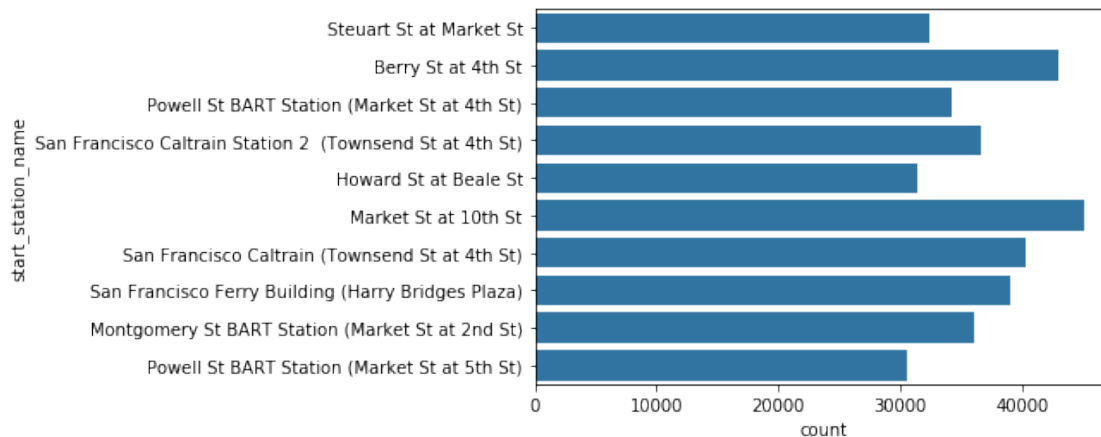 start_station_name
Steuart St at Market St
Berry St at 4th St
Powell St BART Station (Market St at 4th St)
San Francisco Caltrain Station 2  (Townsend St at 4th St)
Howard St at Beale St
Market St at 10th St
San Francisco Caltrain (Townsend St at 4th St)
San Francisco Ferry Building (Harry Bridges Plaza)
Montgomery St BART Station (Market St at 2nd St)
Powell St BART Station (Market St at 5th St)
0 10000 20000 30000 40000
count